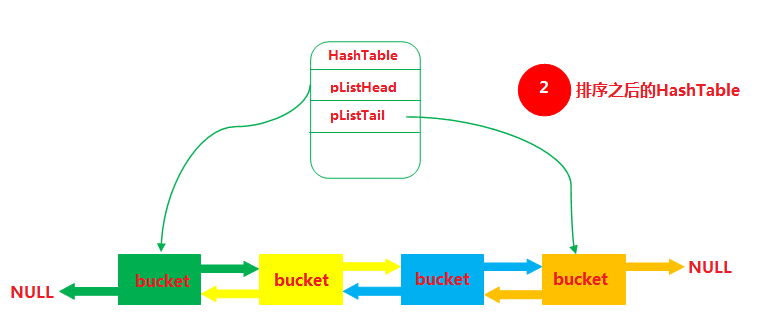 HashTable
pListHead
pListTail
2
排序之后的HashTable
bucket
bucket
bucket
bucket
NULL
NULL